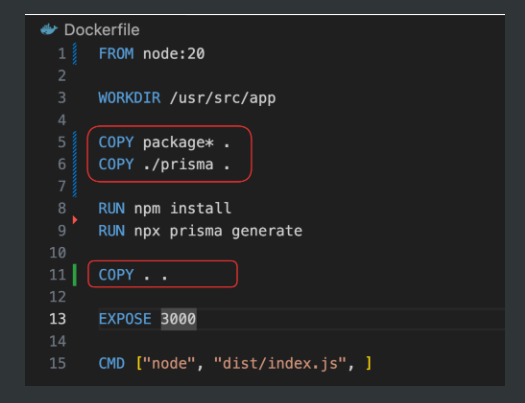 Dockerfile
1 FROM node:20
2
3 WORKDIR /usr/src/app
4
5 COPY package* .
6 COPY ./prisma .
7
8 RUN npm install
9 RUN npx prisma generate
10
11 COPY . .
12
13 EXPOSE 3000
14
15 CMD ["node", "dist/index.js", ]